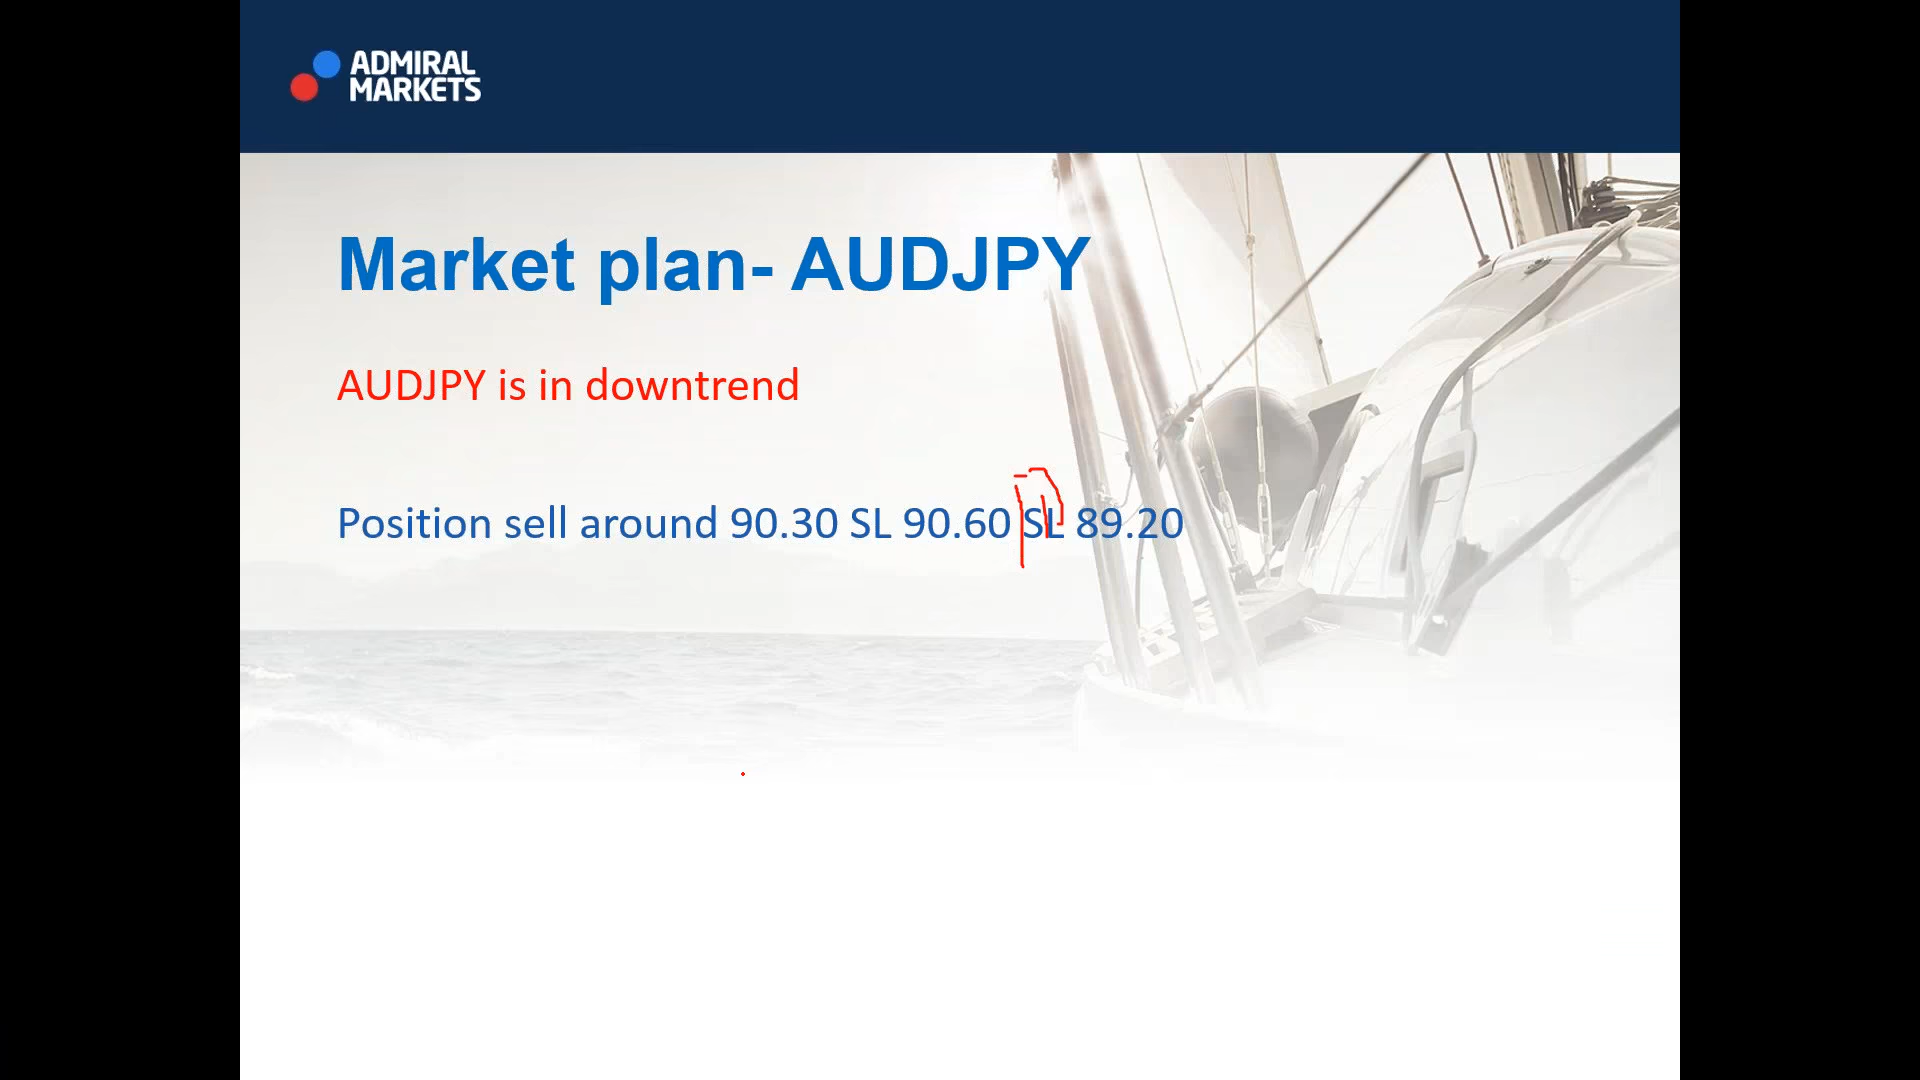 ADMIRAL
MARKETS
Market plan- AUDJPY
AUDJPY is in downtrend
Position sell around 90.30 SL 90.60 SL 89.20